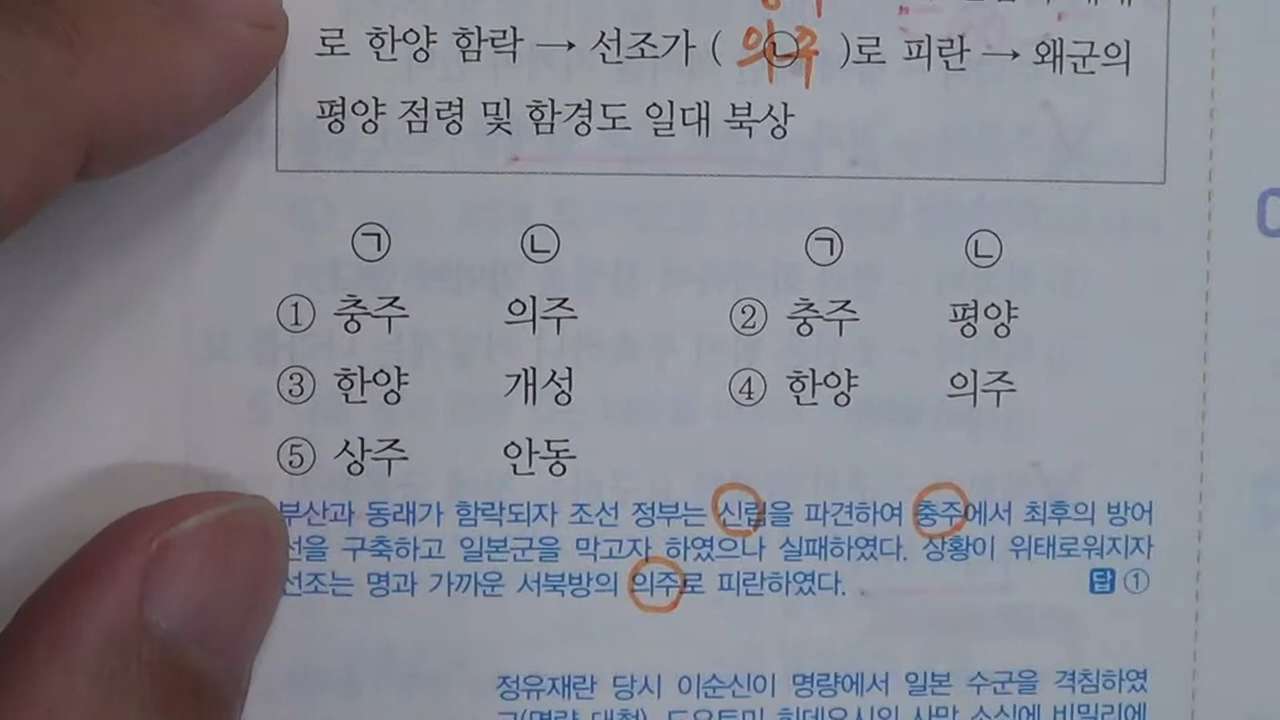 로 한양 함락 → 선조가 ( 의주 ㉡ )로 피란 → 왜군의
평양 점령 및 함경도 일대 북상
㉠ ㉡ ㉠ ㉡
① 충주 의주 ② 충주 평양
③ 한양 개성 ④ 한양 의주
⑤ 상주 안동
부산과 동래가 함락되자 조선 정부는 신립을 파견하여 충주에서 최후의 방어
선을 구축하고 일본군을 막고자 하였으나 실패하였다. 상황이 위태로워지자
선조는 명과 가까운 서북방의 의주로 피란하였다. 답 ①
정유재란 당시 이순신이 명량에서 일본 수군을 격침하였